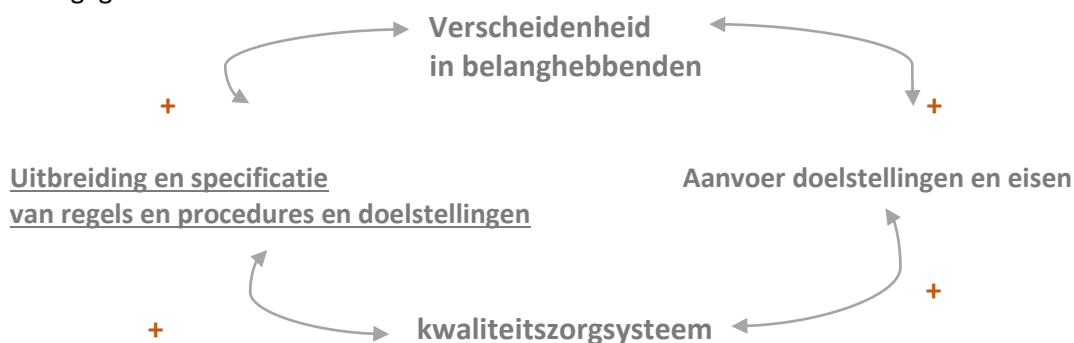 Verscheidenheid
in belanghebbenden
+
+
Uitbreiding en specificatie
van regels en procedures en doelstellingen
Aanvoer doelstellingen en eisen
+
+
kwaliteitszorgsysteem